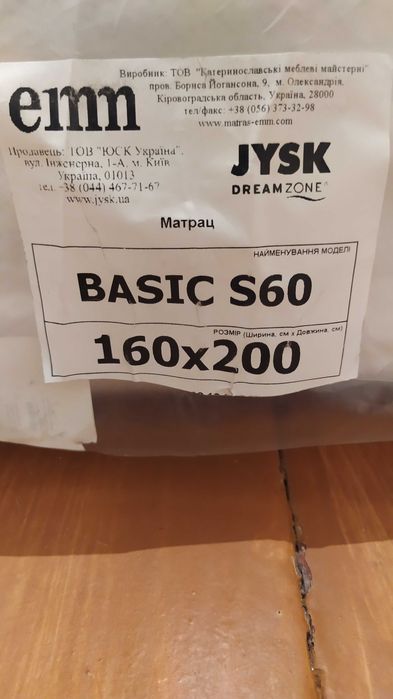 Виробник: ТОВ "Катеринославські меблеві майстерні"
пров. Бориса Йогансона, 9, м. Олександрія,
Кіровоградська область, Україна, 28000
тел/факс: +38 (056) 373-32-98
www.matras-emm.com
emm
Продавець: ТОВ "ЮСК Україна",
вул. Інженерна, 1-А, м. Київ
Україна, 01013
тел. +38 (044) 467-71-67
www.jysk.ua
JYSK
DREAMZONE
Матрац
НАЙМЕНУВАННЯ МОДЕЛІ
BASIC S60
РОЗМІР (Ширина, см х Довжина, см)
160x200